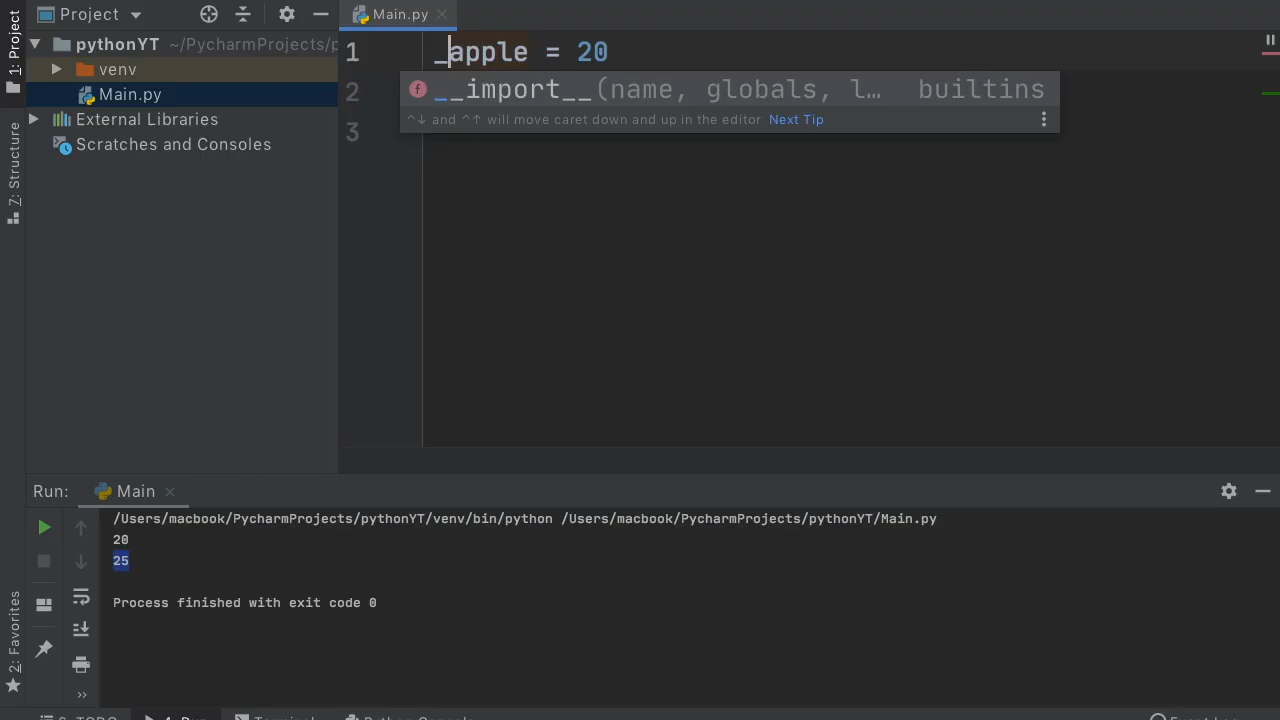 Project
Main.py
1: Project
pythonYT ~/PycharmProjects/p
venv
Main.py
External Libraries
Scratches and Consoles
7: Structure
1 _apple = 20
2
3
f __import__(name, globals, l… builtins
^↓ and ^↑ will move caret down and up in the editor Next Tip
2: Favorites
Run: Main
/Users/macbook/PycharmProjects/pythonYT/venv/bin/python /Users/macbook/PycharmProjects/pythonYT/Main.py
20
25
Process finished with exit code 0
»